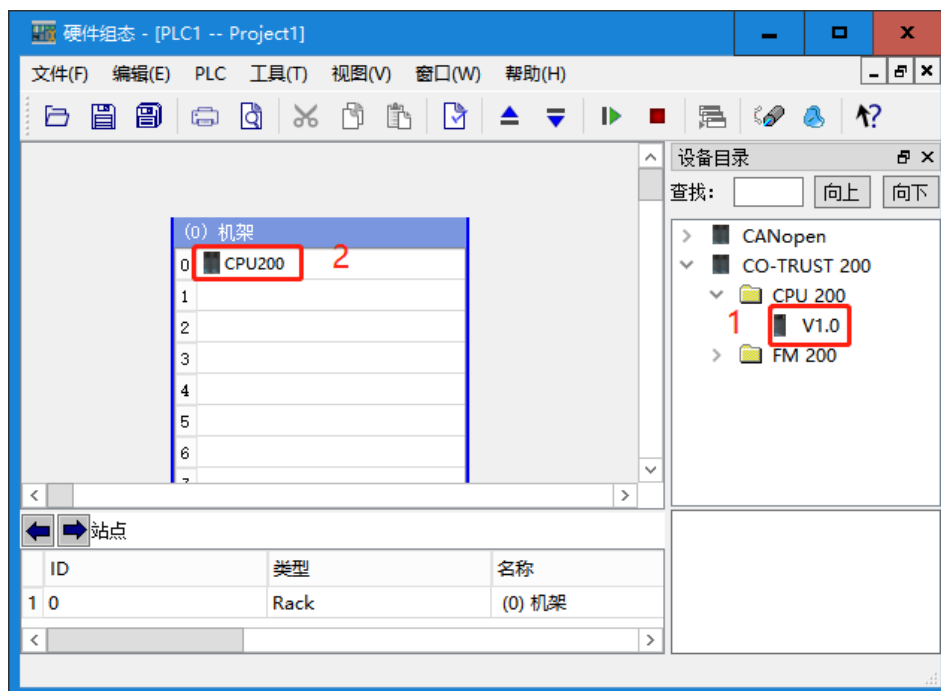 硬件组态 - [PLC1 -- Project1]
文件(F) 编辑(E) PLC 工具(T) 视图(V) 窗口(W) 帮助(H)
设备目录
查找： 向上 向下
(0) 机架
0 CPU200 2
1
2
3
4
5
6
CANopen
CO-TRUST 200
CPU 200
1 V1.0
FM 200
站点
ID 类型 名称
1 0 Rack (0) 机架